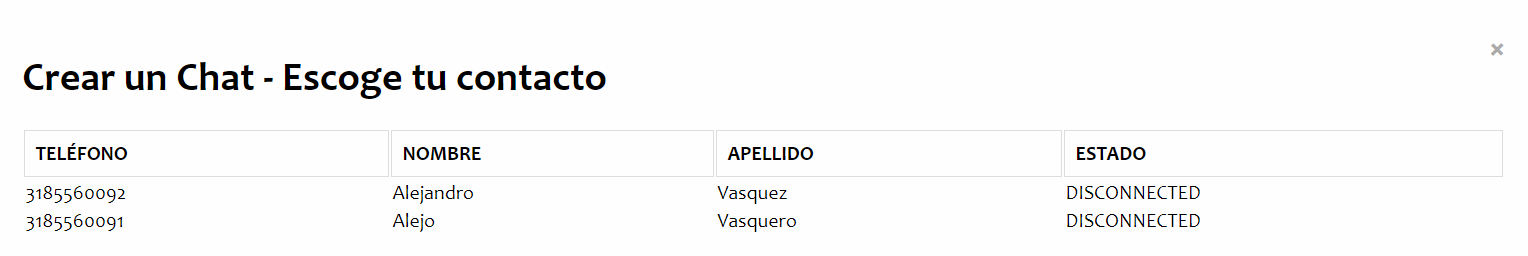 Crear un Chat - Escoge tu contacto
TELÉFONO NOMBRE APELLIDO ESTADO
3185560092 Alejandro Vasquez DISCONNECTED
3185560091 Alejo Vasquero DISCONNECTED